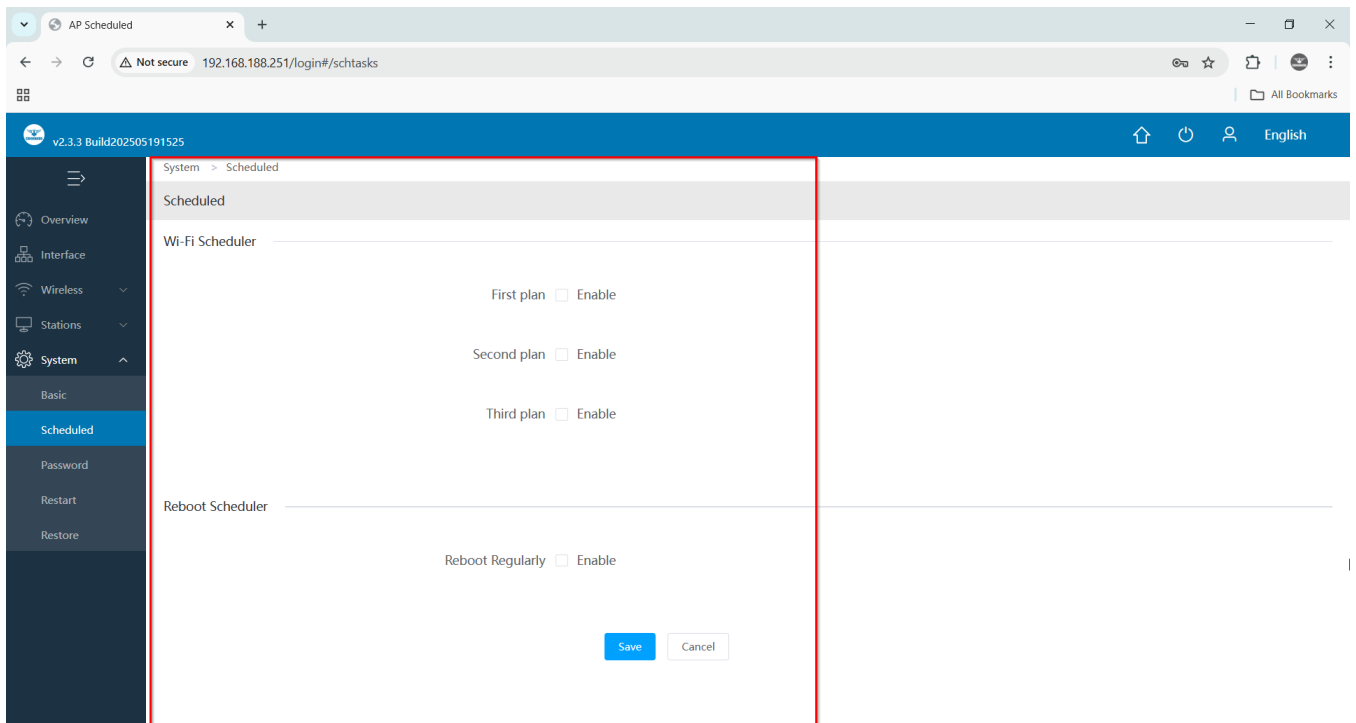 AP Scheduled
Not secure 192.168.188.251/login#/schtasks
All Bookmarks
v2.3.3 Build202505191525
English
System > Scheduled
Scheduled
Overview
Wi-Fi Scheduler
Interface
Wireless
First plan Enable
Stations
Second plan Enable
System
Basic
Third plan Enable
Scheduled
Password
Restart
Reboot Scheduler
Restore
Reboot Regularly Enable
Save Cancel